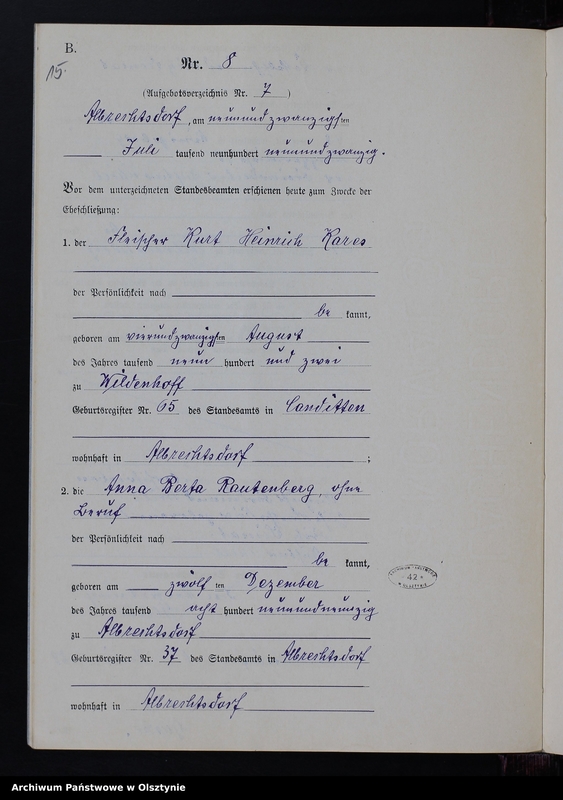 B.
15.
Nr. 8
(Aufgebotsverzeichnis Nr. 7)
Albrechtsdorf, am neunundzwanzigsten
Juli tausend neunhundert neunundzwanzig.
Vor dem unterzeichneten Standesbeamten erschienen heute zum Zwecke der
Eheschließung:
1. der Fleischer Kurt Heinrich Kares
der Persönlichkeit nach
be kannt,
geboren am vierundzwanzigsten August
des Jahres tausend neun hundert und zwei
zu Wildenhoff
Geburtsregister Nr. 65 des Standesamts in Canditten
wohnhaft in Albrechtsdorf ;
2. die Anna Berta Rautenberg, ohne
Beruf
der Persönlichkeit nach
be kannt,
geboren am zwölf ten Dezember
des Jahres tausend acht hundert neunundneunzig
zu Albrechtsdorf
Geburtsregister Nr. 37 des Standesamts in Albrechtsdorf
wohnhaft in Albrechtsdorf
42
Archiwum Państwowe w Olsztynie